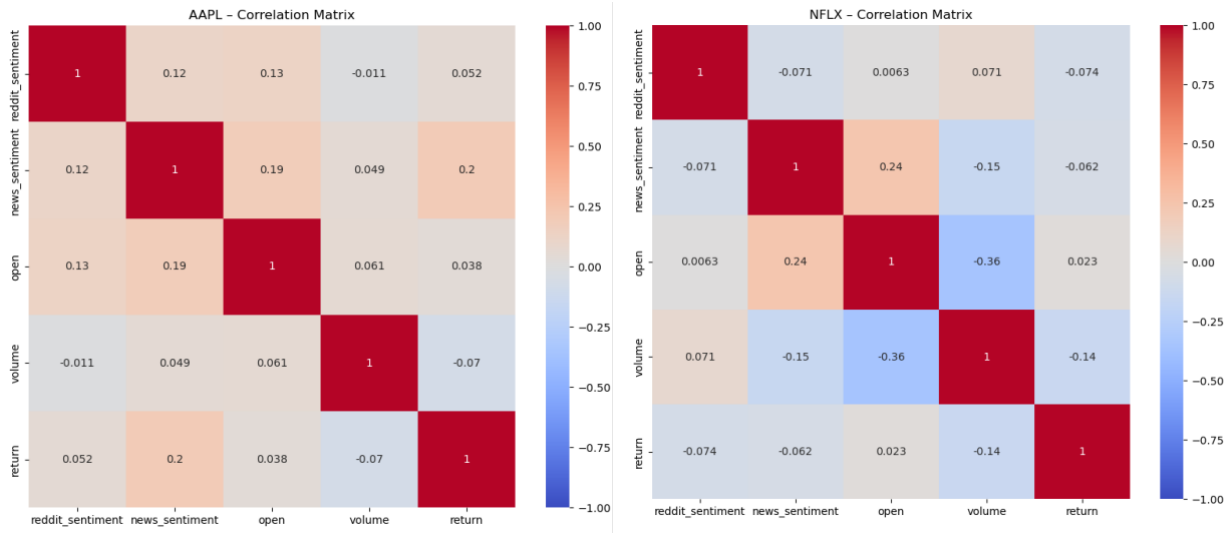 AAPL – Correlation Matrix
reddit_sentiment 1 0.12 0.13 -0.011 0.052
news_sentiment 0.12 1 0.19 0.049 0.2
open 0.13 0.19 1 0.061 0.038
volume -0.011 0.049 0.061 1 -0.07
return 0.052 0.2 0.038 -0.07 1
reddit_sentiment news_sentiment open volume return
1.00
0.75
0.50
0.25
0.00
−0.25
−0.50
−0.75
−1.00
NFLX – Correlation Matrix
reddit_sentiment 1 -0.071 0.0063 0.071 -0.074
news_sentiment -0.071 1 0.24 -0.15 -0.062
open 0.0063 0.24 1 -0.36 0.023
volume 0.071 -0.15 -0.36 1 -0.14
return -0.074 -0.062 0.023 -0.14 1
reddit_sentiment news_sentiment open volume return
1.00
0.75
0.50
0.25
0.00
−0.25
−0.50
−0.75
−1.00